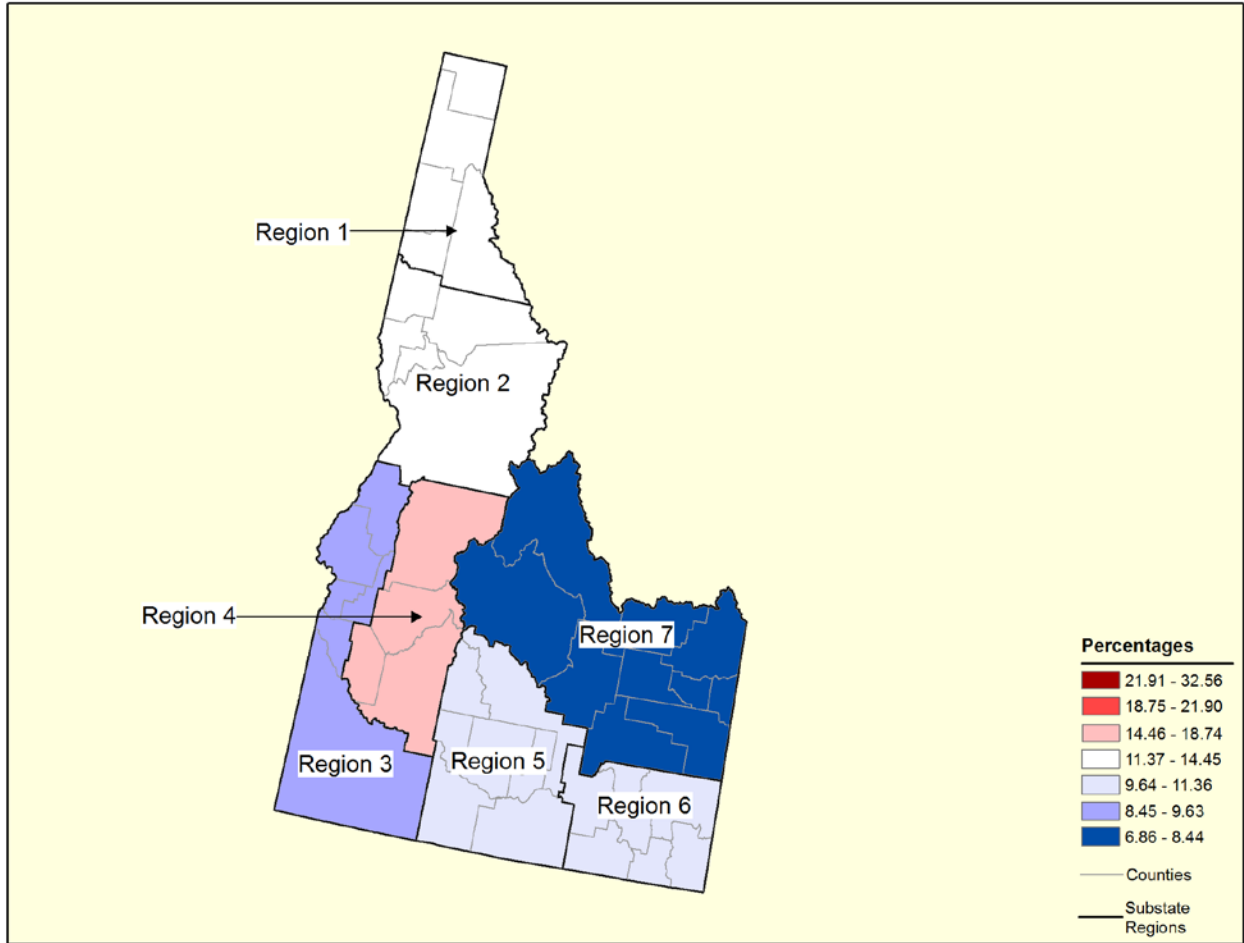 Region 1
Region 2
Region 4
Region 7
Region 3
Region 5
Region 6
Percentages
21.91 - 32.56
18.75 - 21.90
14.46 - 18.74
11.37 - 14.45
9.64 - 11.36
8.45 - 9.63
6.86 - 8.44
Counties
Substate
Regions